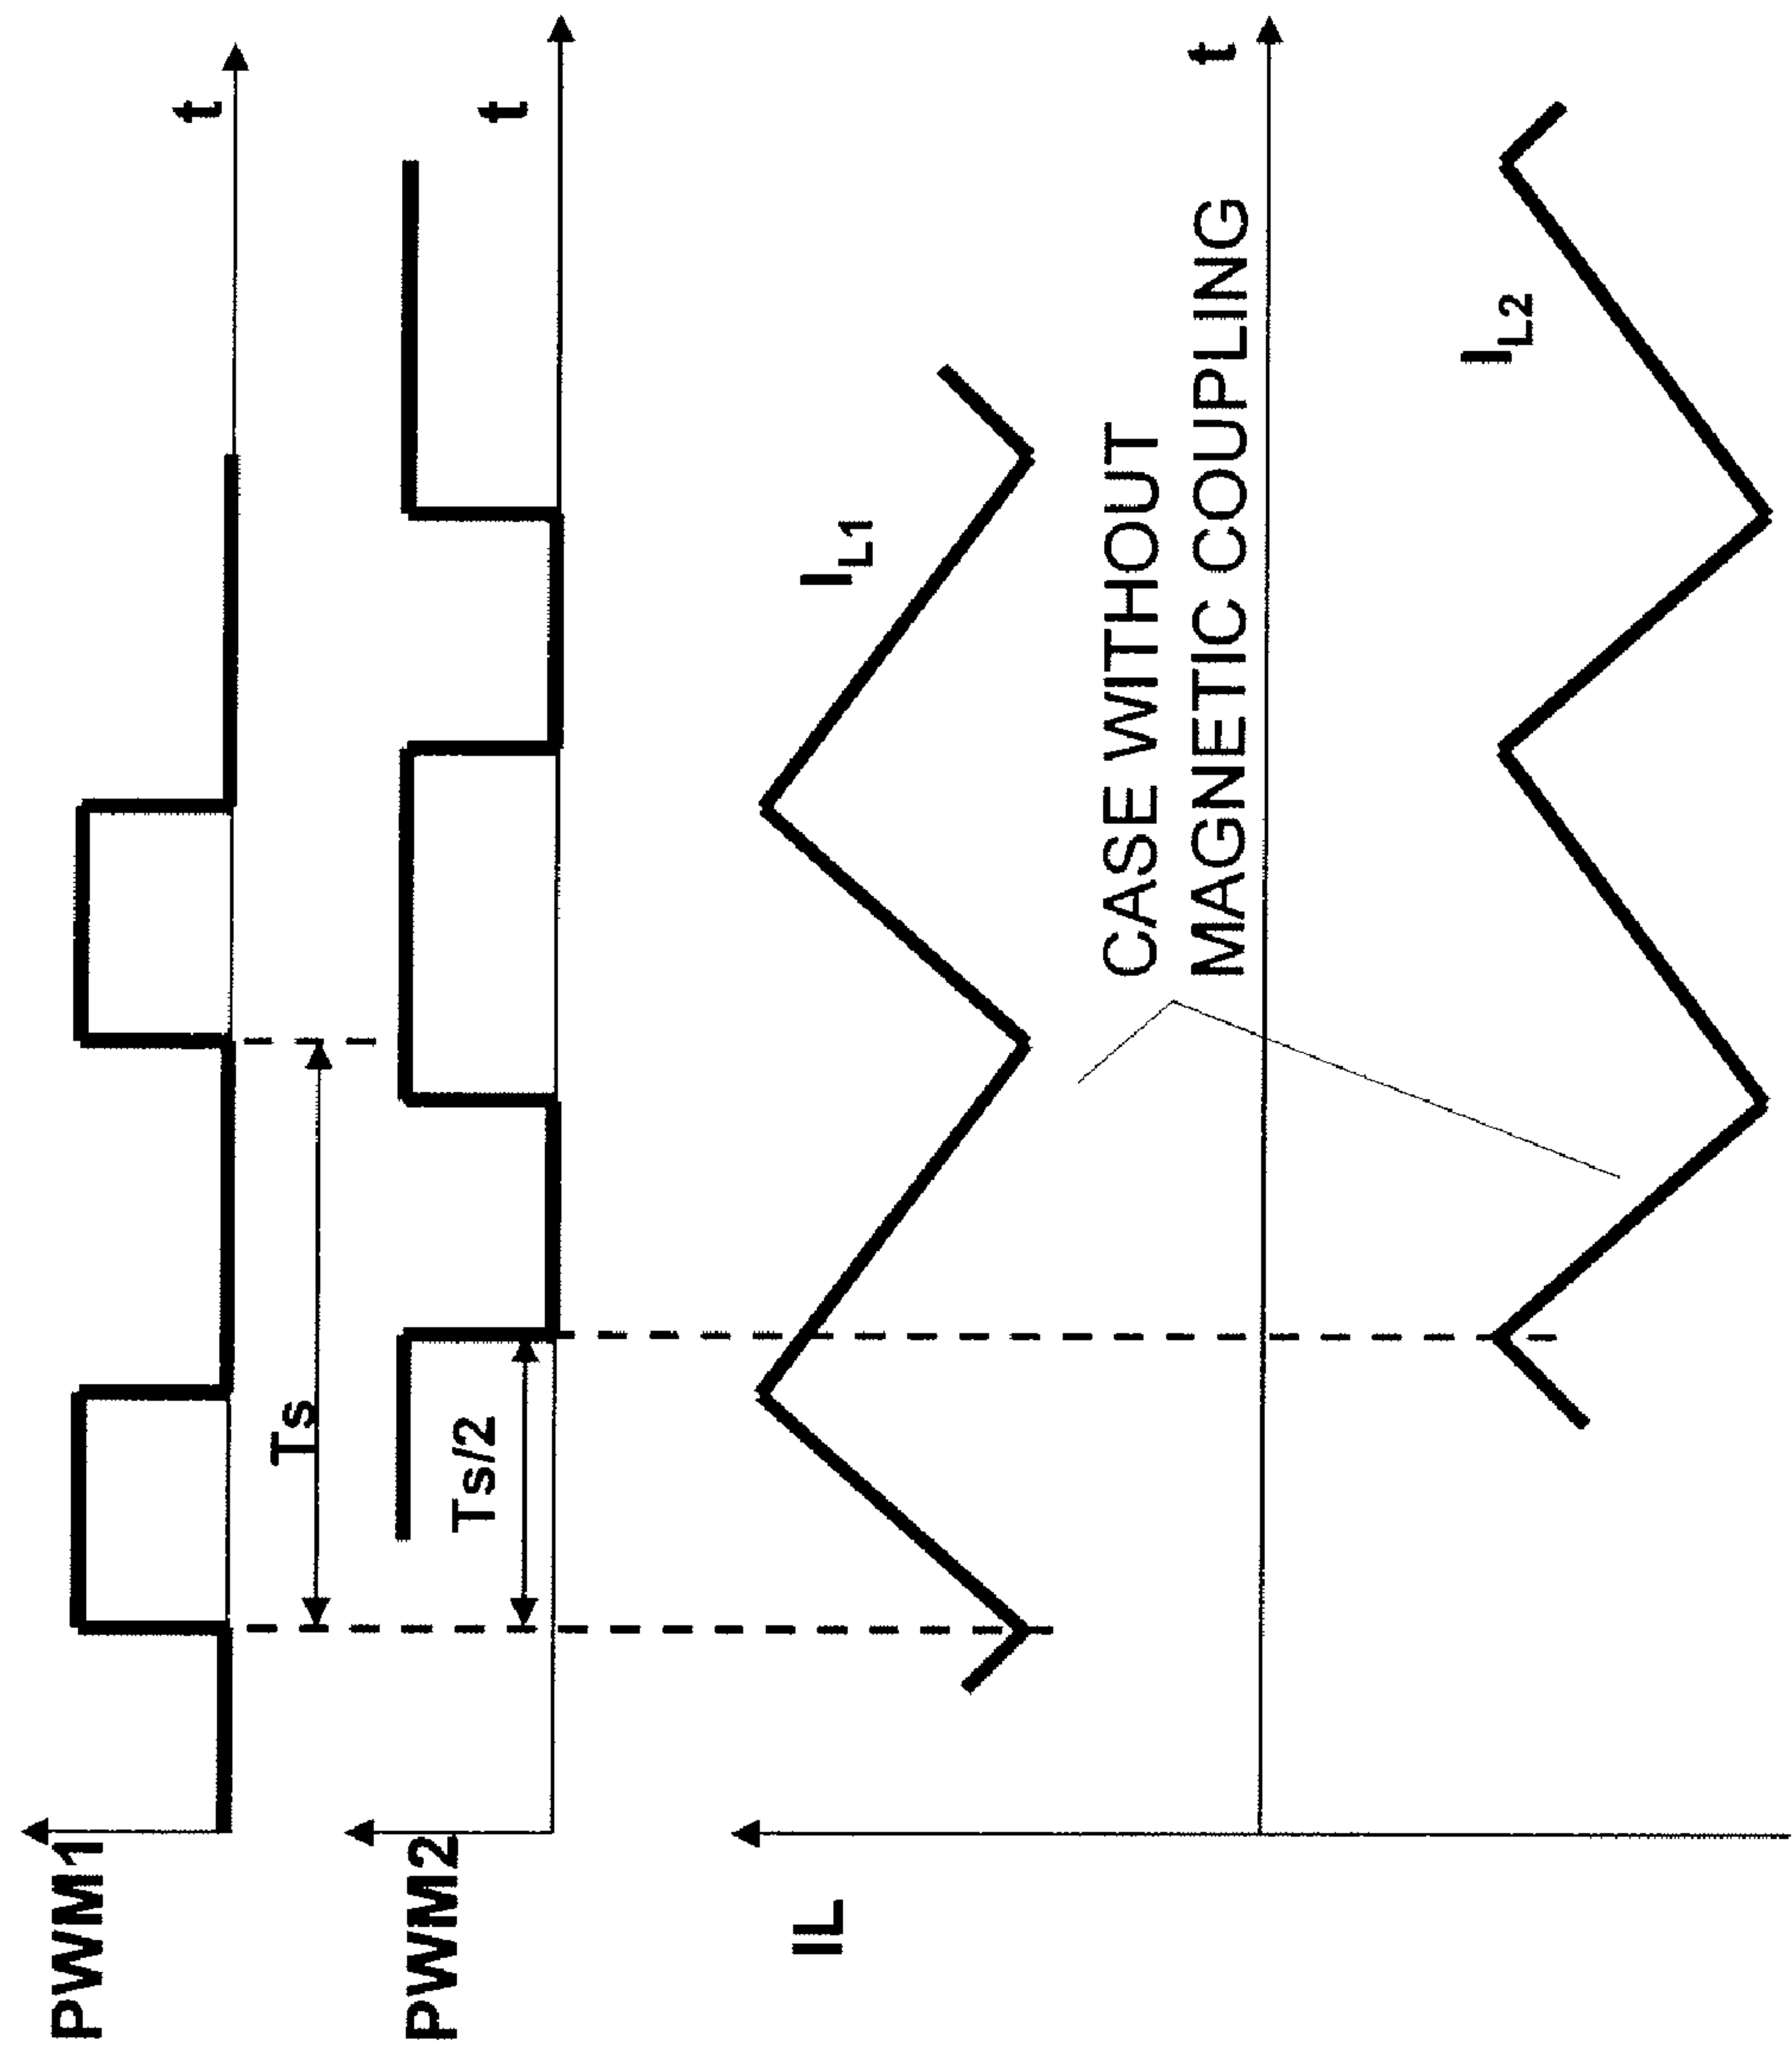 PWM1
t
Ts
PWM2
t
Ts/2
IL
IL1
CASE WITHOUT
MAGNETIC COUPLING
t
IL2